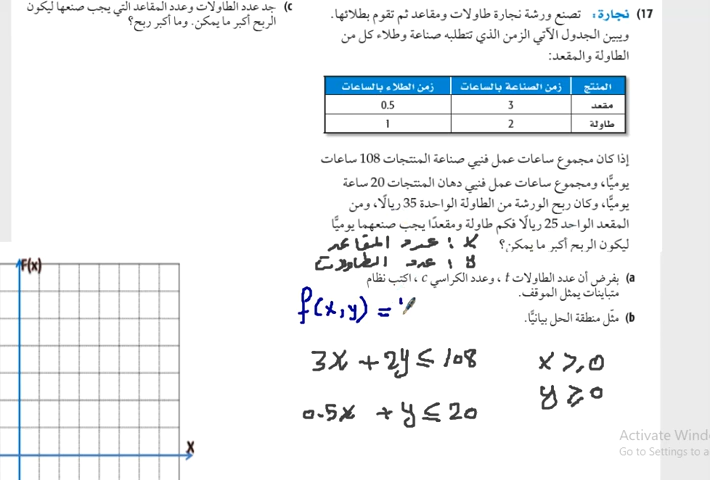 17) نجارة: تصنع ورشة نجارة طاولات ومقاعد ثم تقوم بطلائها.
ويبين الجدول الآتي الزمن الذي تتطلبه صناعة وطلاء كل من
الطاولة والمقعد:
المنتج زمن الصناعة بالساعات زمن الطلاء بالساعات
مقعد 3 0.5
طاولة 2 1
إذا كان مجموع ساعات عمل فنيي صناعة المنتجات 108 ساعات
يوميًّا، ومجموع ساعات عمل فنيي دهان المنتجات 20 ساعة
يوميًّا، وكان ربح الورشة من الطاولة الواحدة 35 ريالًا، ومن
المقعد الواحد 25 ريالًا فكم طاولة ومقعدًا يجب صنعهما يوميًّا
ليكون الربح أكبر ما يمكن؟
x : عدد المقاعد
y : عدد الطاولات
a) بفرض أن عدد الطاولات t ، وعدد الكراسي c ، اكتب نظام
متباينات يمثل الموقف.
f(x,y) =
b) مثّل منطقة الحل بيانيًّا.
3x + 2y ≤ 108
x ≥ 0
y ≥ 0
0.5x + y ≤ 20
c) جد عدد الطاولات وعدد المقاعد التي يجب صنعها ليكون
الربح أكبر ما يمكن. وما أكبر ربح؟
F(x)
X
Activate Wind
Go to Settings to a